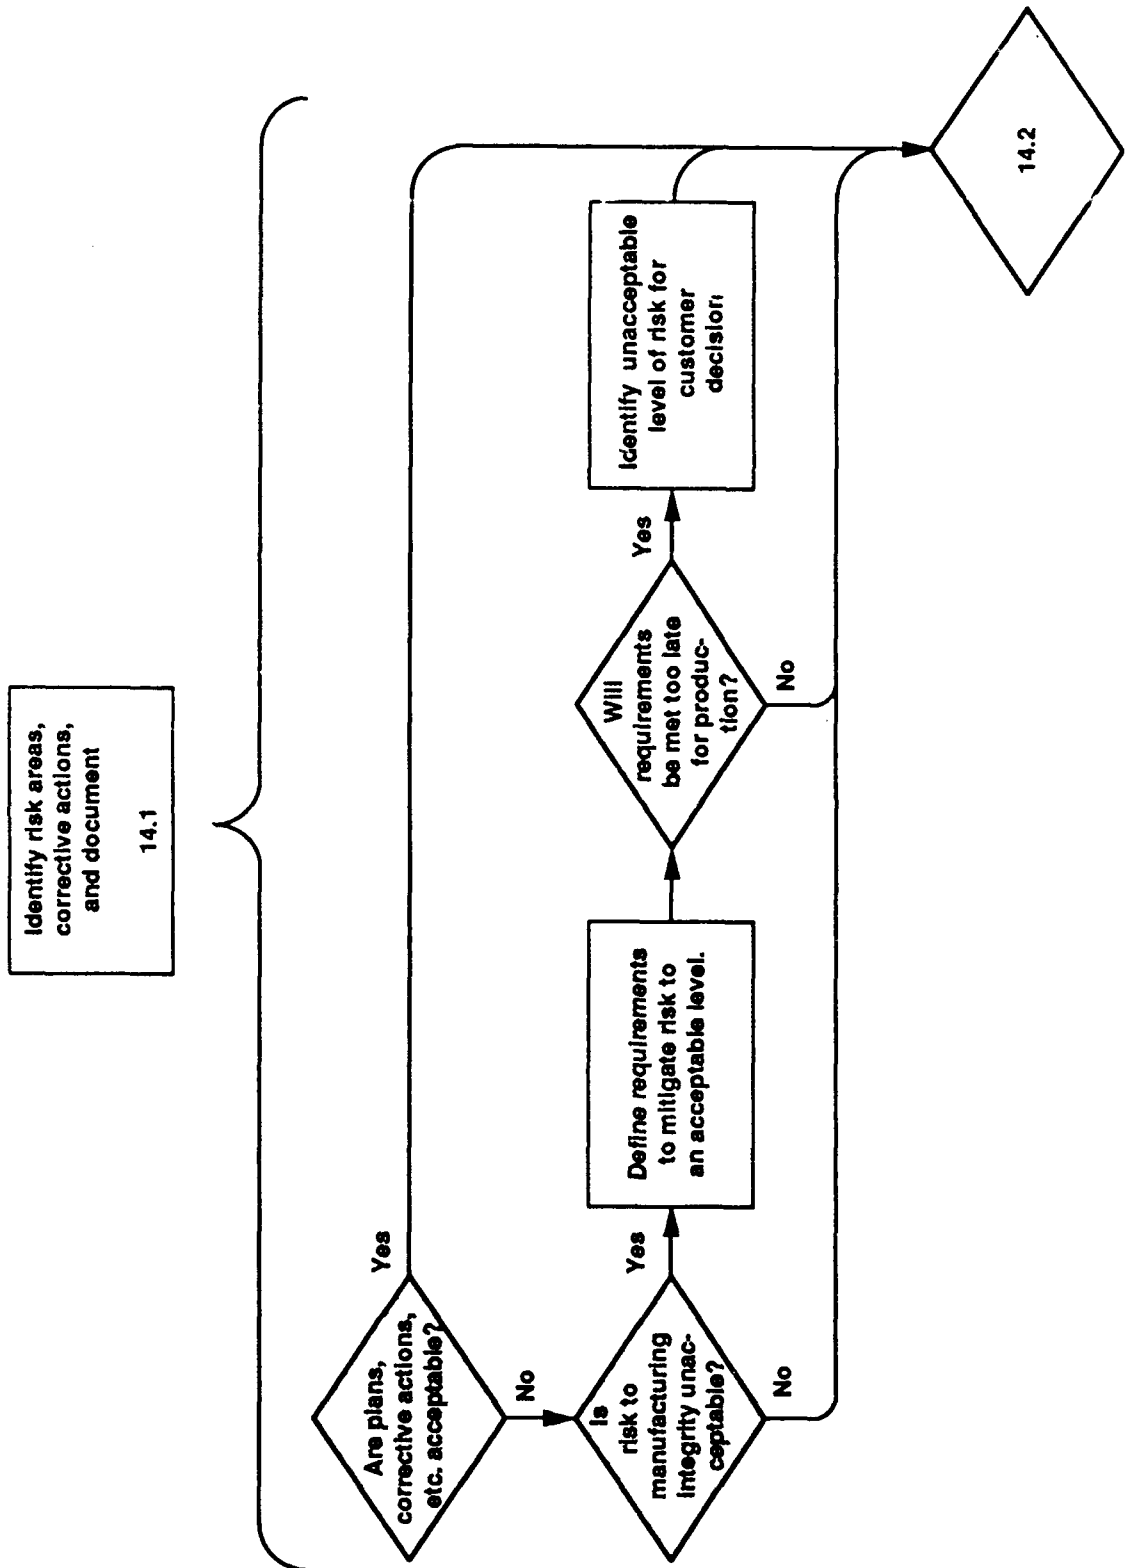 Identify risk areas,
corrective actions,
and document
14.1
Are plans,
corrective actions,
etc. acceptable?
Yes
No
Is
risk to
manufacturing
integrity unac-
ceptable?
Yes
No
Define requirements
to mitigate risk to
an acceptable level.
Will
requirements
be met too late
for produc-
tion?
Yes
No
Identify unacceptable
level of risk for
customer
decision
14.2